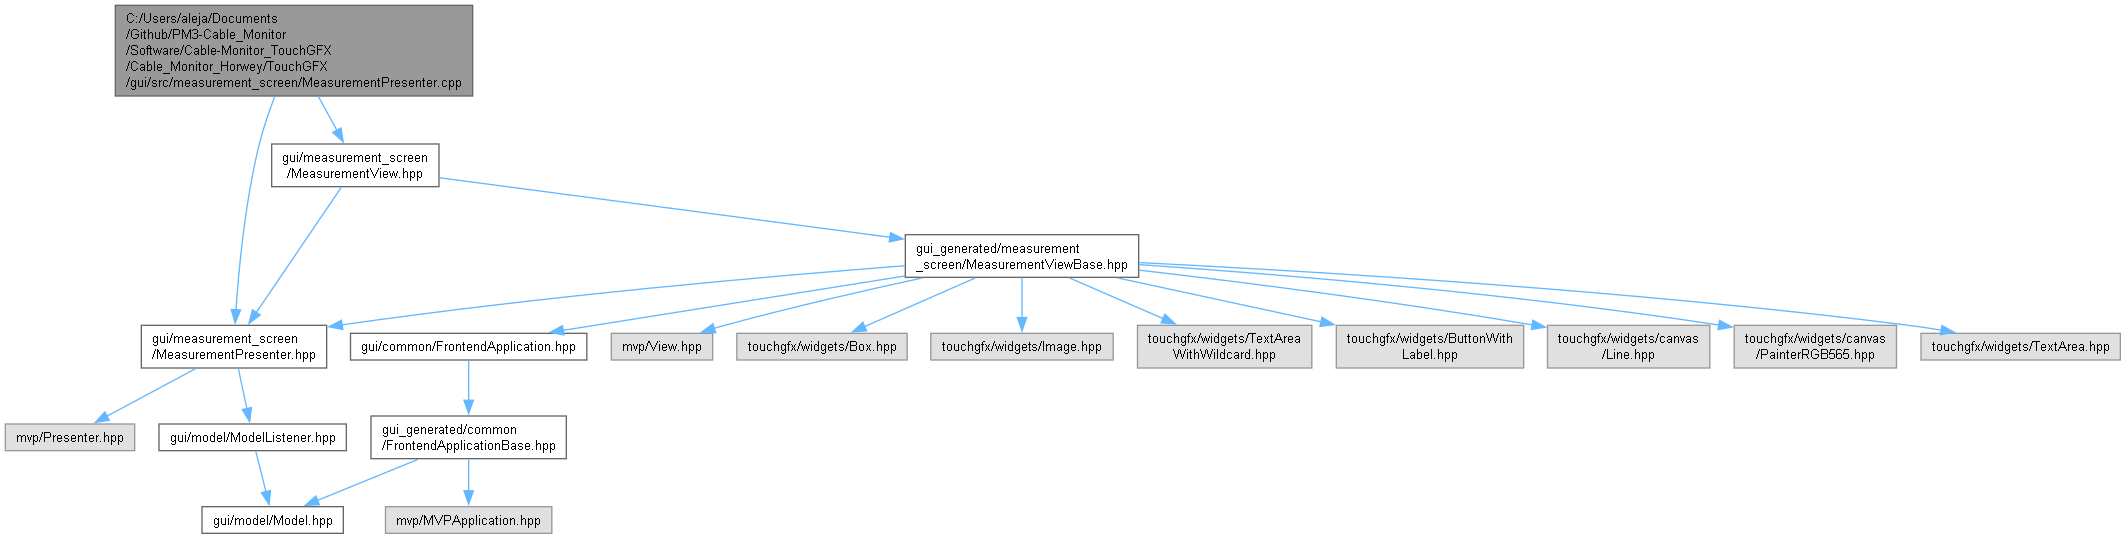 C:/Users/aleja/Documents
/Github/PM3-Cable_Monitor
/Software/Cable-Monitor_TouchGFX
/Cable_Monitor_Horwey/TouchGFX
/gui/src/measurement_screen/MeasurementPresenter.cpp
gui/measurement_screen
/MeasurementView.hpp
gui_generated/measurement
_screen/MeasurementViewBase.hpp
gui/measurement_screen
/MeasurementPresenter.hpp
gui/common/FrontendApplication.hpp
mvp/View.hpp
touchgfx/widgets/Box.hpp
touchgfx/widgets/Image.hpp
touchgfx/widgets/TextArea
WithWildcard.hpp
touchgfx/widgets/ButtonWith
Label.hpp
touchgfx/widgets/canvas
/Line.hpp
touchgfx/widgets/canvas
/PainterRGB565.hpp
touchgfx/widgets/TextArea.hpp
mvp/Presenter.hpp
gui/model/ModelListener.hpp
gui_generated/common
/FrontendApplicationBase.hpp
gui/model/Model.hpp
mvp/MVPApplication.hpp